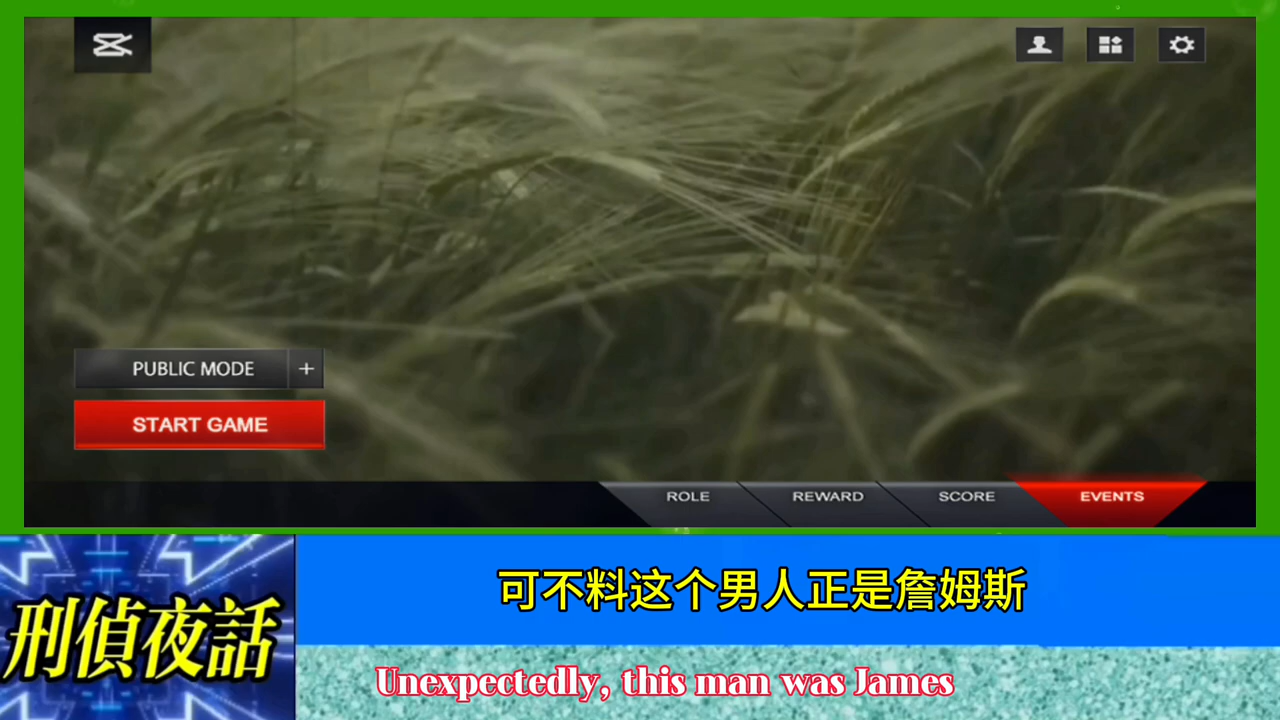 PUBLIC MODE +
START GAME
ROLE REWARD SCORE EVENTS
刑偵夜話
可不料这个男人正是詹姆斯
Unexpectedly, this man was James